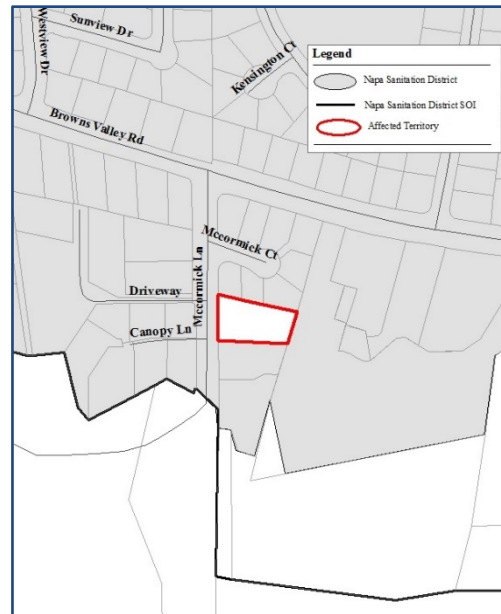 Westview Dr
Sunview Dr
Kensington Ct
Legend
Napa Sanitation District
Napa Sanitation District SOI
Affected Territory
Browns Valley Rd
Mccormick Ct
Mccormick Ln
Driveway
Canopy Ln